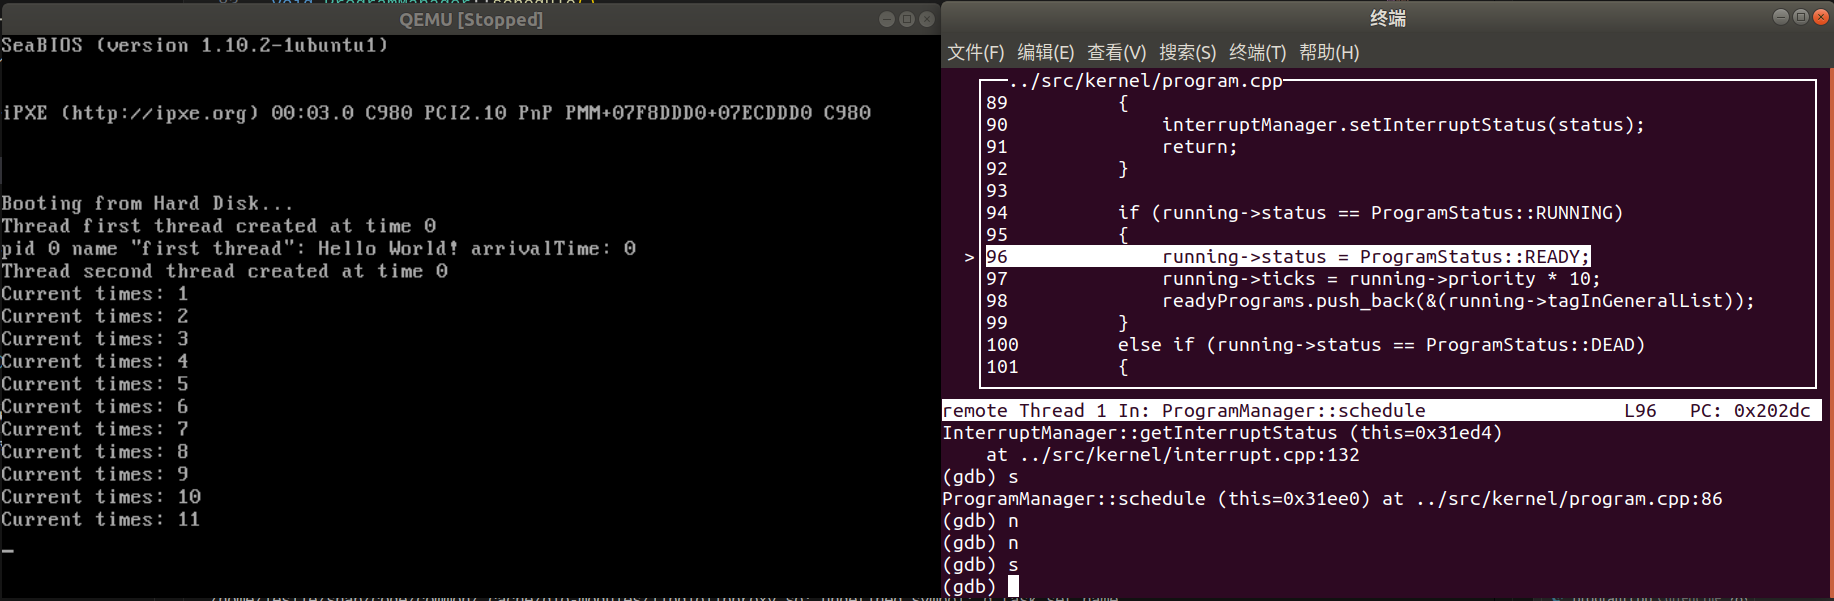 void ProgramManager::schedule()
QEMU [Stopped]
SeaBIOS (version 1.10.2-1ubuntu1)
iPXE (http://ipxe.org) 00:03.0 C980 PCI2.10 PnP PMM+07F8DDD0+07ECDDD0 C980
Booting from Hard Disk...
Thread first thread created at time 0
pid 0 name "first thread": Hello World! arrivalTime: 0
Thread second thread created at time 0
Current times: 1
Current times: 2
Current times: 3
Current times: 4
Current times: 5
Current times: 6
Current times: 7
Current times: 8
Current times: 9
Current times: 10
Current times: 11
终端
文件(F) 编辑(E) 查看(V) 搜索(S) 终端(T) 帮助(H)
../src/kernel/program.cpp
89 {
90 interruptManager.setInterruptStatus(status);
91 return;
92 }
93
94 if (running->status == ProgramStatus::RUNNING)
95 {
> 96 running->status = ProgramStatus::READY;
97 running->ticks = running->priority * 10;
98 readyPrograms.push_back(&(running->tagInGeneralList));
99 }
100 else if (running->status == ProgramStatus::DEAD)
101 {
remote Thread 1 In: ProgramManager::schedule L96 PC: 0x202dc
InterruptManager::getInterruptStatus (this=0x31ed4)
at ../src/kernel/interrupt.cpp:132
(gdb) s
ProgramManager::schedule (this=0x31ee0) at ../src/kernel/program.cpp:86
(gdb) n
(gdb) n
(gdb) s
(gdb)